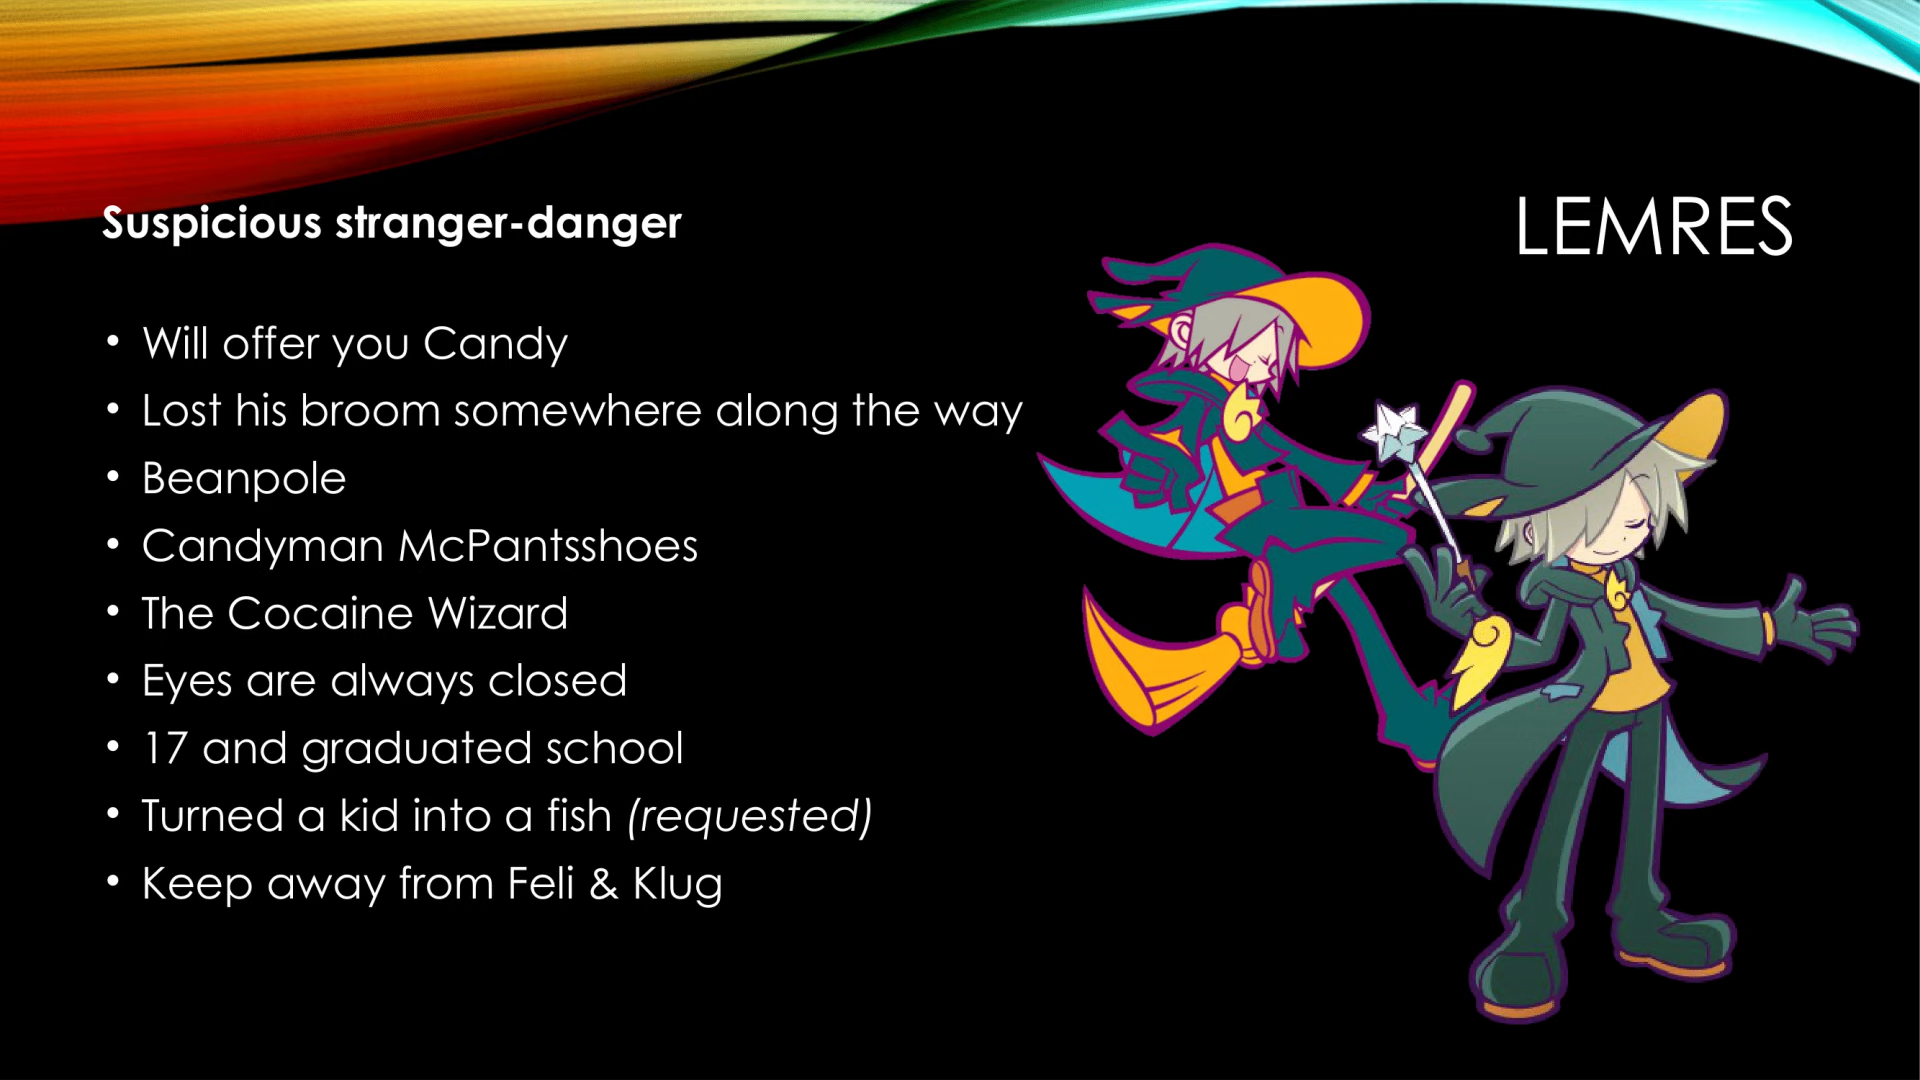 LEMRES
Suspicious stranger-danger
• Will offer you Candy
• Lost his broom somewhere along the way
• Beanpole
• Candyman McPantsshoes
• The Cocaine Wizard
• Eyes are always closed
• 17 and graduated school
• Turned a kid into a fish (requested)
• Keep away from Feli & Klug